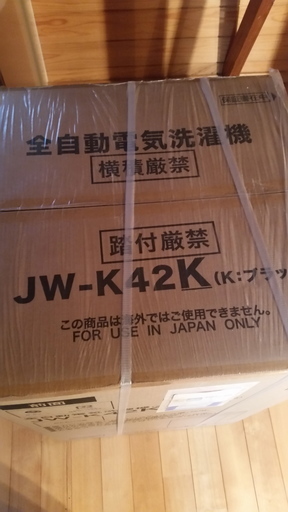 全自動電気洗濯機
横積厳禁
踏付厳禁
JW-K42K(K:ブラッ
この商品は海外ではご使用できません。
FOR USE IN JAPAN ONLY